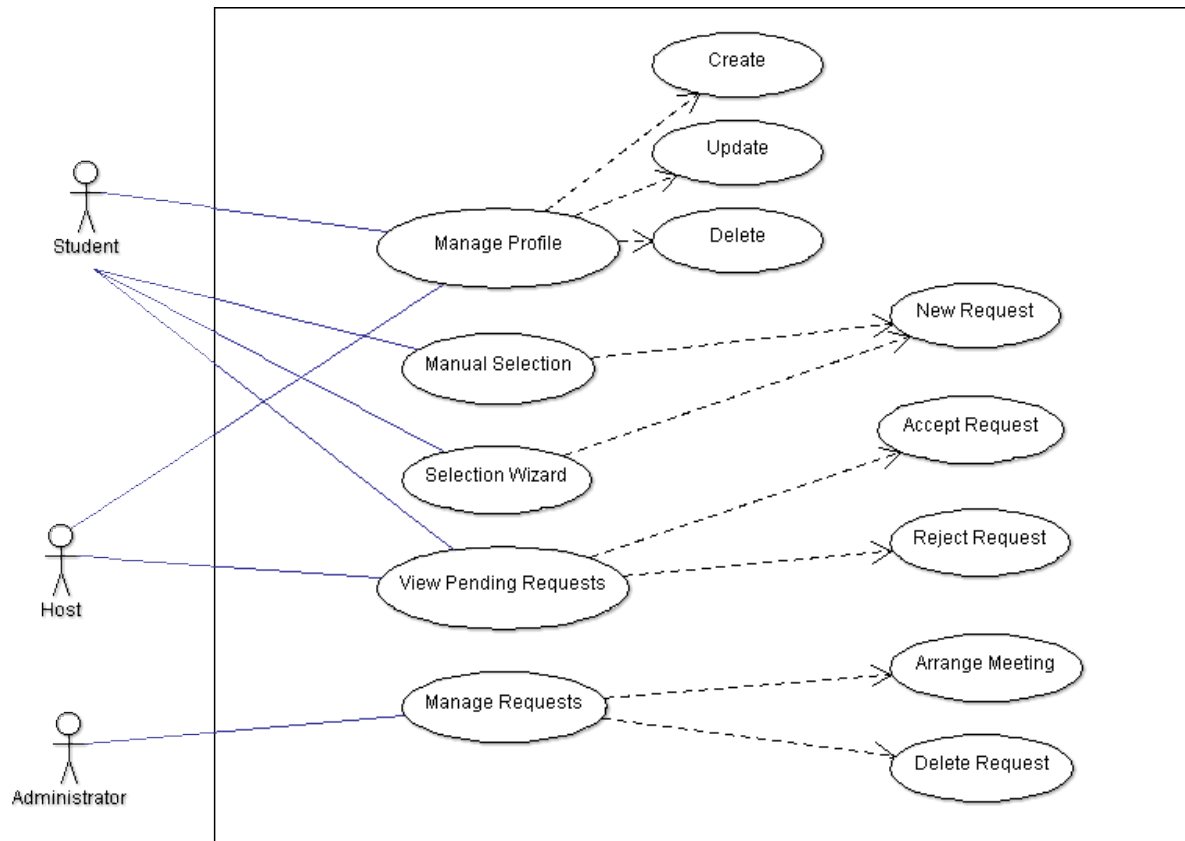 Create
Update
Student
Manage Profile
Delete
New Request
Manual Selection
Accept Request
Selection Wizard
Reject Request
View Pending Requests
Host
Arrange Meeting
Manage Requests
Delete Request
Administrator